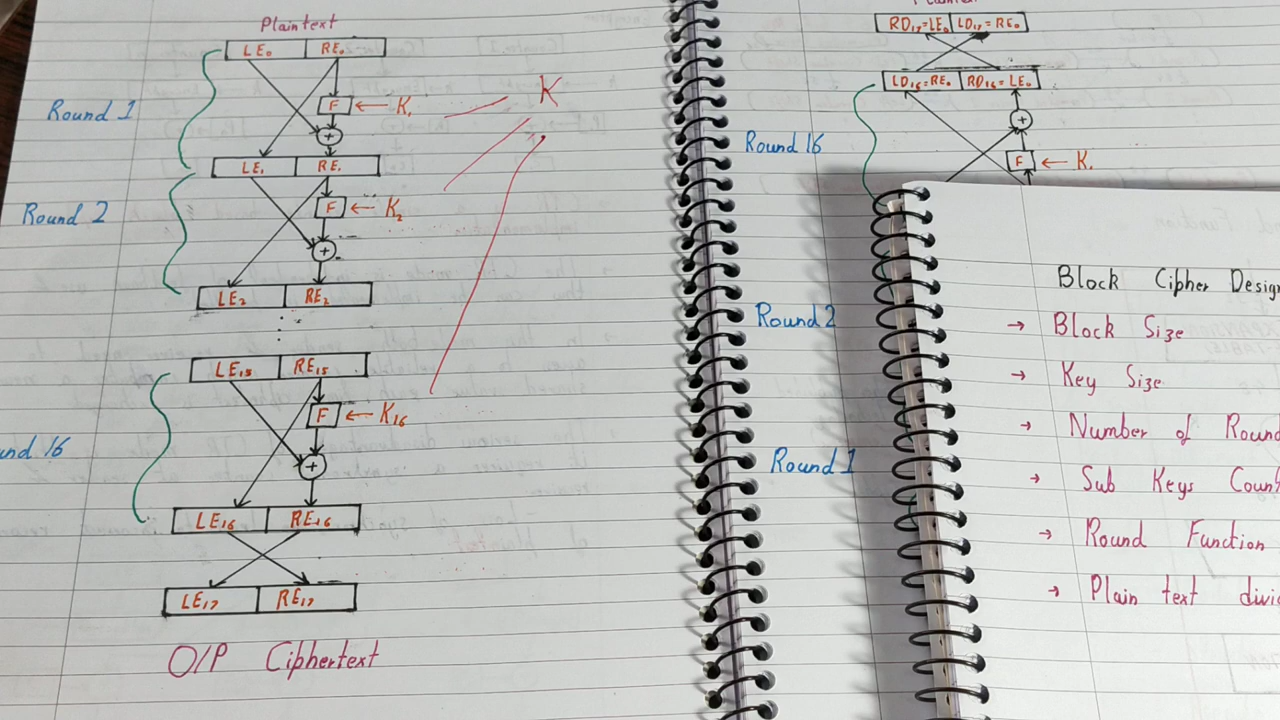 Plaintext
LE₀ RE₀
Round 1
F ← K₁
K
+
LE₁ RE₁
Round 2
F ← K₂
+
LE₂ RE₂
LE₁₅ RE₁₅
F ← K₁₆
und 16
+
LE₁₆ RE₁₆
LE₁₇ RE₁₇
O/P Ciphertext
RD₁₇=LE₀ LD₁₇=RE₀
LD₁₆=RE₀ RD₁₆=LE₀
+
Round 16
F ← K₁
Round 2
Round 1
Block Cipher Design
→ Block Size
→ Key Size
→ Number of Round
→ Sub Keys Count
→ Round Function
→ Plain text divi